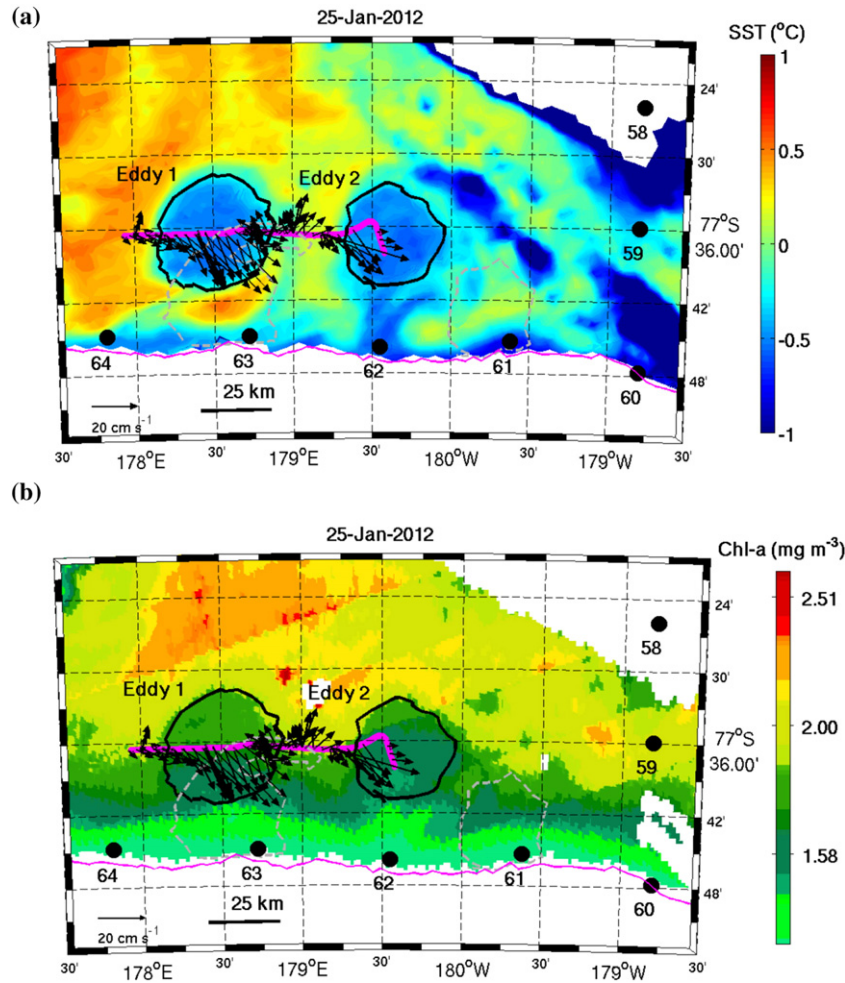 (a)
25-Jan-2012
SST (°C)
1
0.5
0
-0.5
-1
24'
30'
77°S
36.00'
42'
48'
Eddy 1
Eddy 2
58
59
60
61
62
63
64
20 cm s⁻¹
25 km
30'
178°E
30'
179°E
30'
180°W
30'
179°W
30'
(b)
25-Jan-2012
Chl-a (mg m⁻³)
2.51
2.00
1.58
24'
30'
77°S
36.00'
42'
48'
Eddy 1
Eddy 2
58
59
60
61
62
63
64
20 cm s⁻¹
25 km
30'
178°E
30'
179°E
30'
180°W
30'
179°W
30'